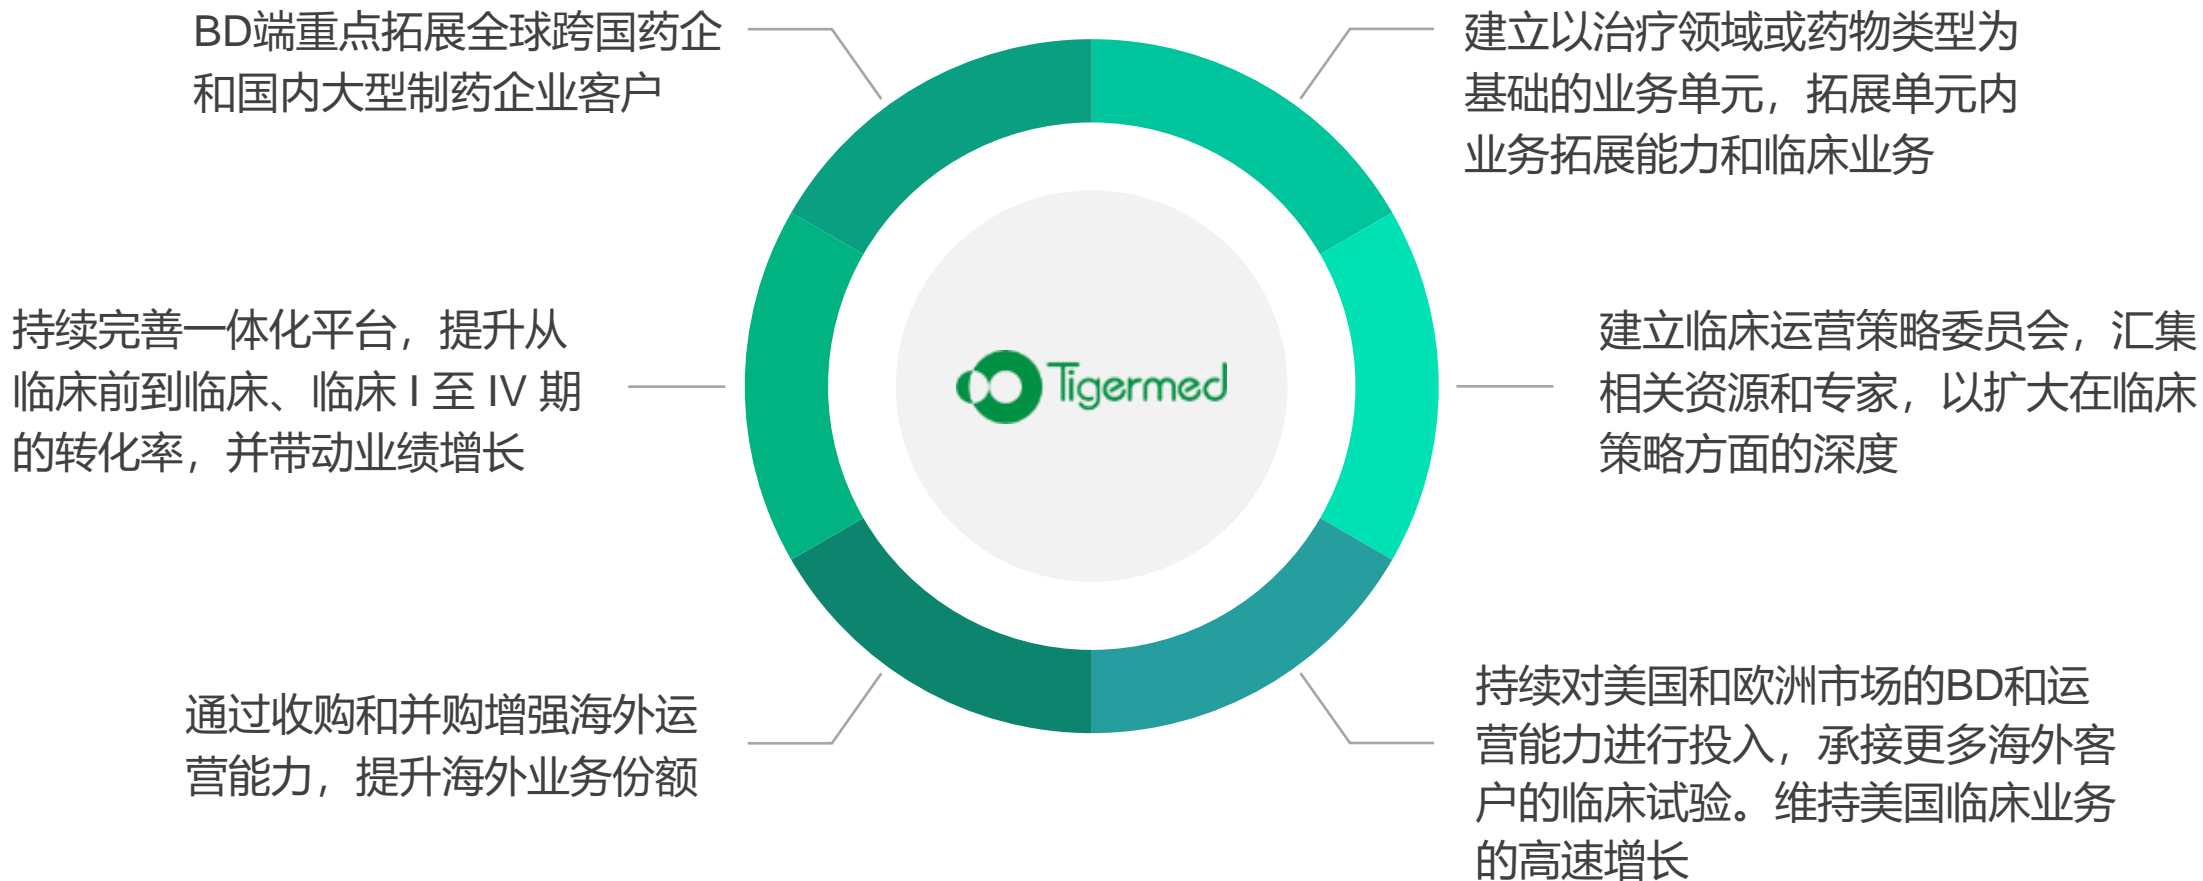 BD端重点拓展全球跨国药企
和国内大型制药企业客户
建立以治疗领域或药物类型为
基础的业务单元，拓展单元内
业务拓展能力和临床业务
持续完善一体化平台，提升从
临床前到临床、临床 I 至 IV 期
的转化率，并带动业绩增长
Tigermed
建立临床运营策略委员会，汇集
相关资源和专家，以扩大在临床
策略方面的深度
通过收购和并购增强海外运
营能力，提升海外业务份额
持续对美国和欧洲市场的BD和运
营能力进行投入，承接更多海外客
户的临床试验。维持美国临床业务
的高速增长